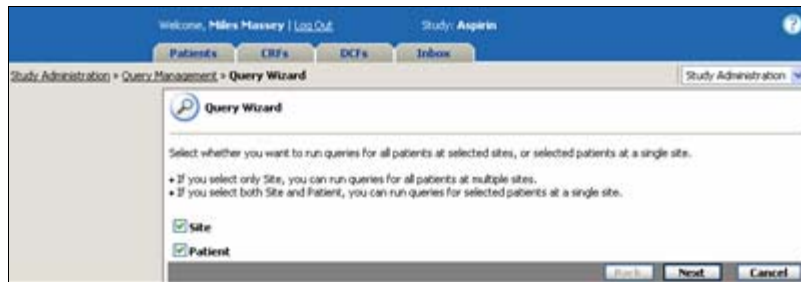 Welcome, Miles Massey | Log Out Study: Aspirin ?
Patients CRFs DCFs Inbox
Study Administration » Query Management » Query Wizard Study Administration
Query Wizard
Select whether you want to run queries for all patients at selected sites, or selected patients at a single site.
• If you select only Site, you can run queries for all patients at multiple sites.
• If you select both Site and Patient, you can run queries for selected patients at a single site.
Site
Patient
Back Next Cancel